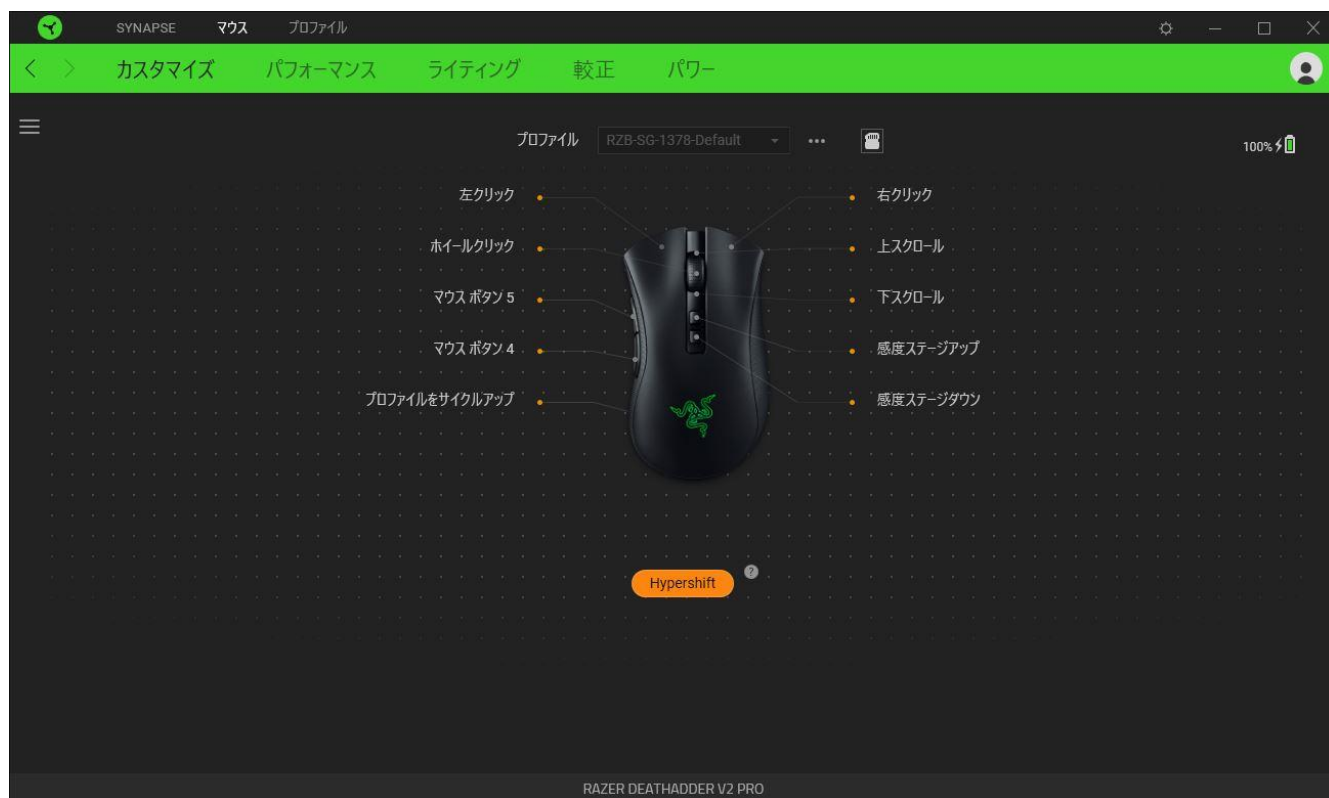 SYNAPSE マウス プロファイル
カスタマイズ パフォーマンス ライティング 較正 パワー
プロファイル RZB-SG-1378-Default
100%
左クリック
ホイールクリック
マウス ボタン 5
マウス ボタン 4
プロファイルをサイクルアップ
右クリック
上スクロール
下スクロール
感度ステージアップ
感度ステージダウン
Hypershift ?
RAZER DEATHADDER V2 PRO